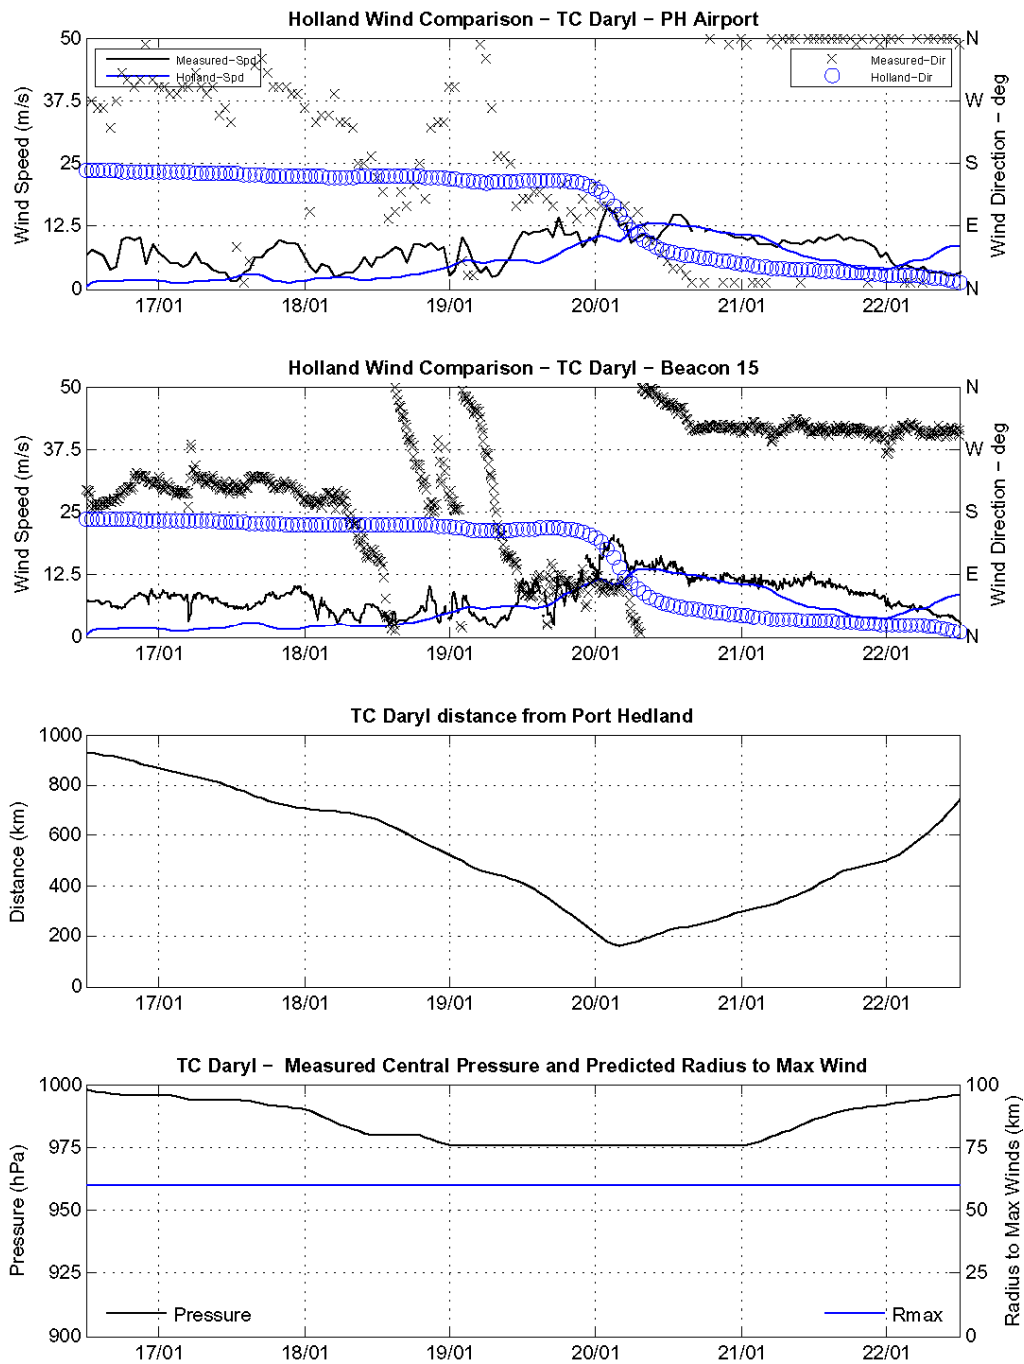 Holland Wind Comparison − TC Daryl − PH Airport
Wind Speed (m/s)
50
37.5
25
12.5
0
Measured−Spd
Holland−Spd
Measured−Dir
Holland−Dir
N
W
S
E
N
Wind Direction − deg
17/01 18/01 19/01 20/01 21/01 22/01
Holland Wind Comparison − TC Daryl − Beacon 15
Wind Speed (m/s)
50
37.5
25
12.5
0
N
W
S
E
N
Wind Direction − deg
17/01 18/01 19/01 20/01 21/01 22/01
TC Daryl distance from Port Hedland
Distance (km)
1000
800
600
400
200
0
17/01 18/01 19/01 20/01 21/01 22/01
TC Daryl − Measured Central Pressure and Predicted Radius to Max Wind
Pressure (hPa)
1000
975
950
925
900
100
75
50
25
0
Radius to Max Winds (km)
Pressure
Rmax
17/01 18/01 19/01 20/01 21/01 22/01